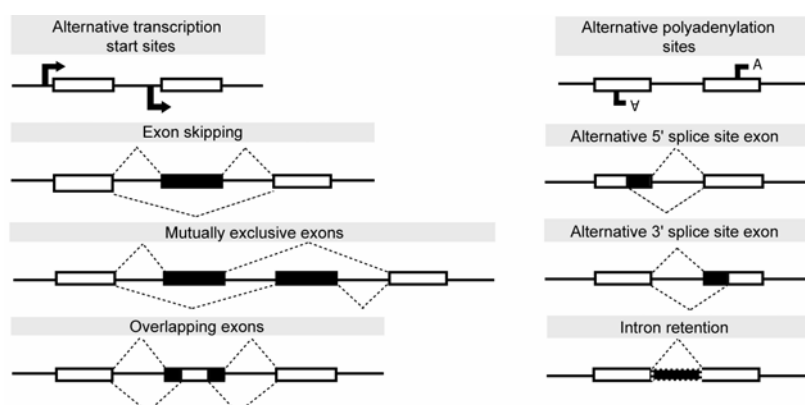 Alternative transcription
start sites
Exon skipping
Mutually exclusive exons
Overlapping exons
Alternative polyadenylation
sites
A
A
Alternative 5' splice site exon
Alternative 3' splice site exon
Intron retention